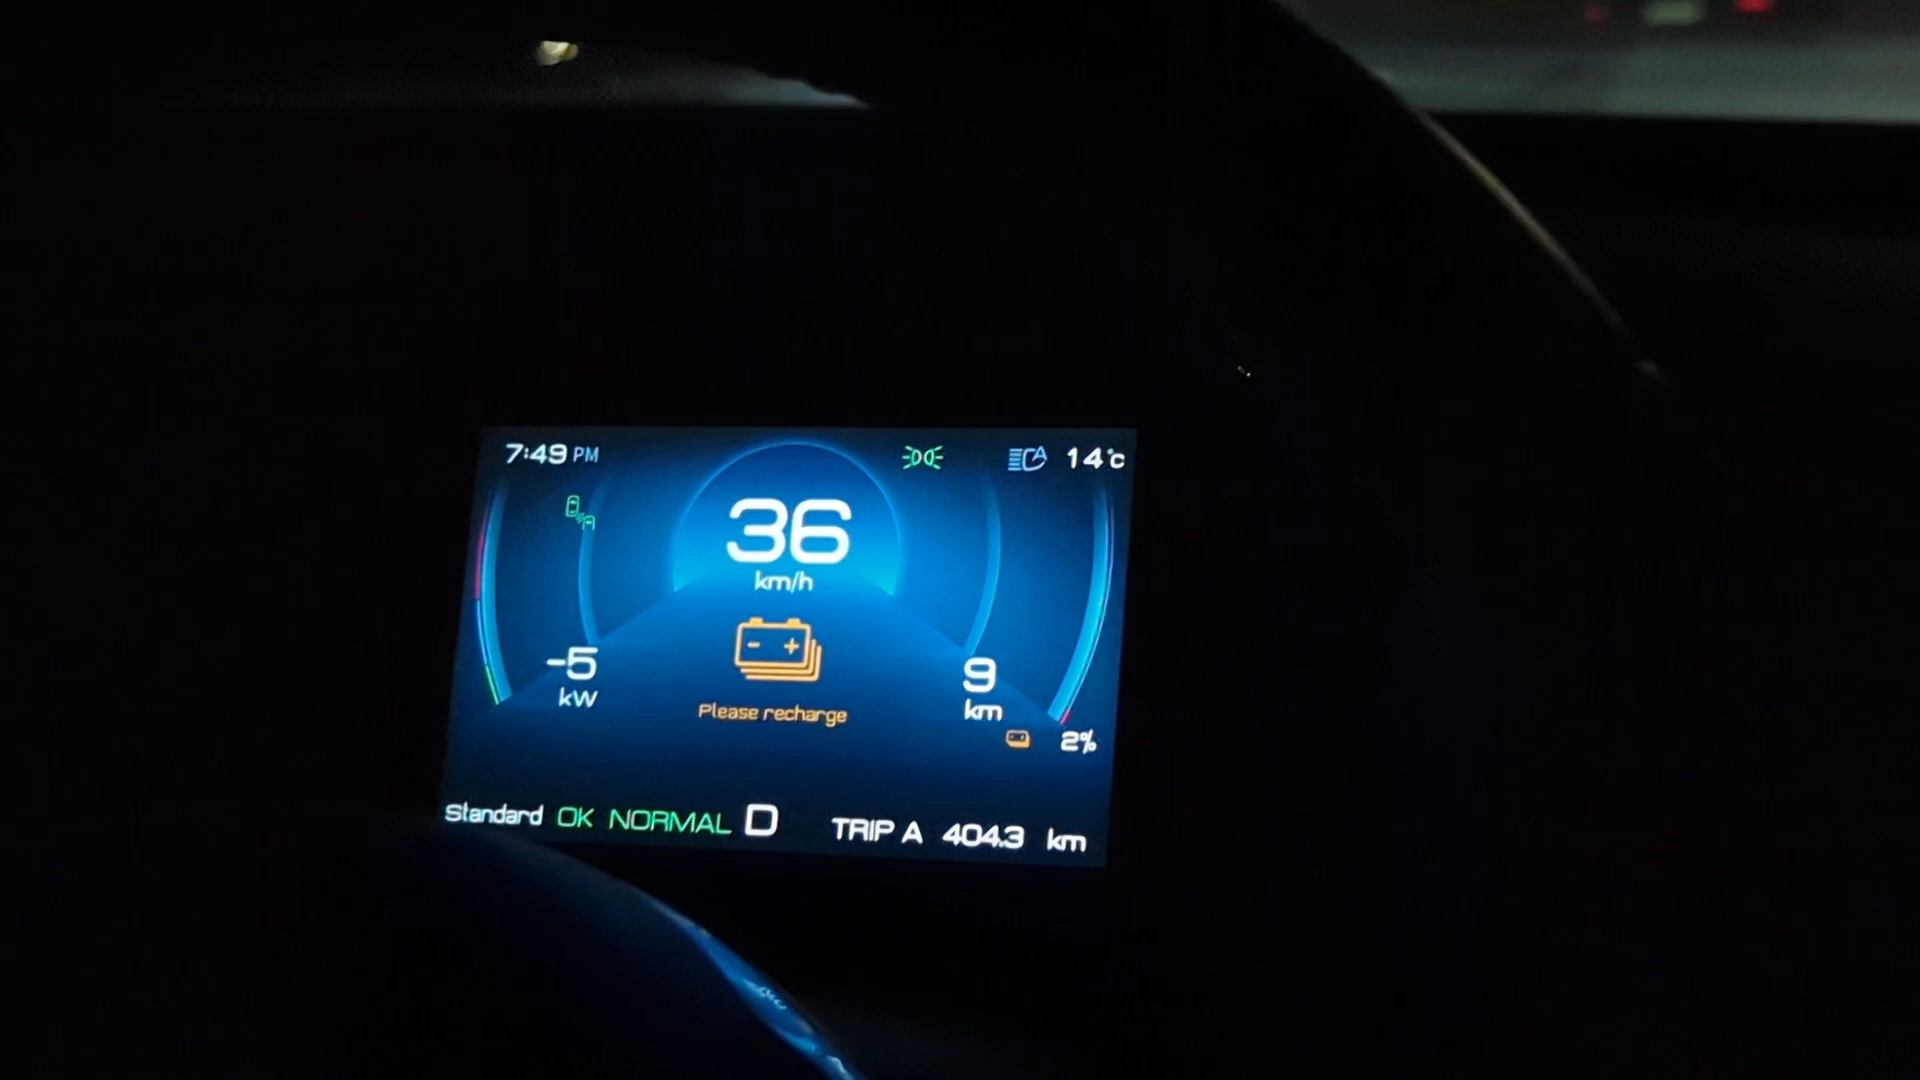 7:49 PM
14°c
36
km/h
-5
kW
9
km
Please recharge
2%
Standard OK NORMAL D
TRIP A 404.3 km